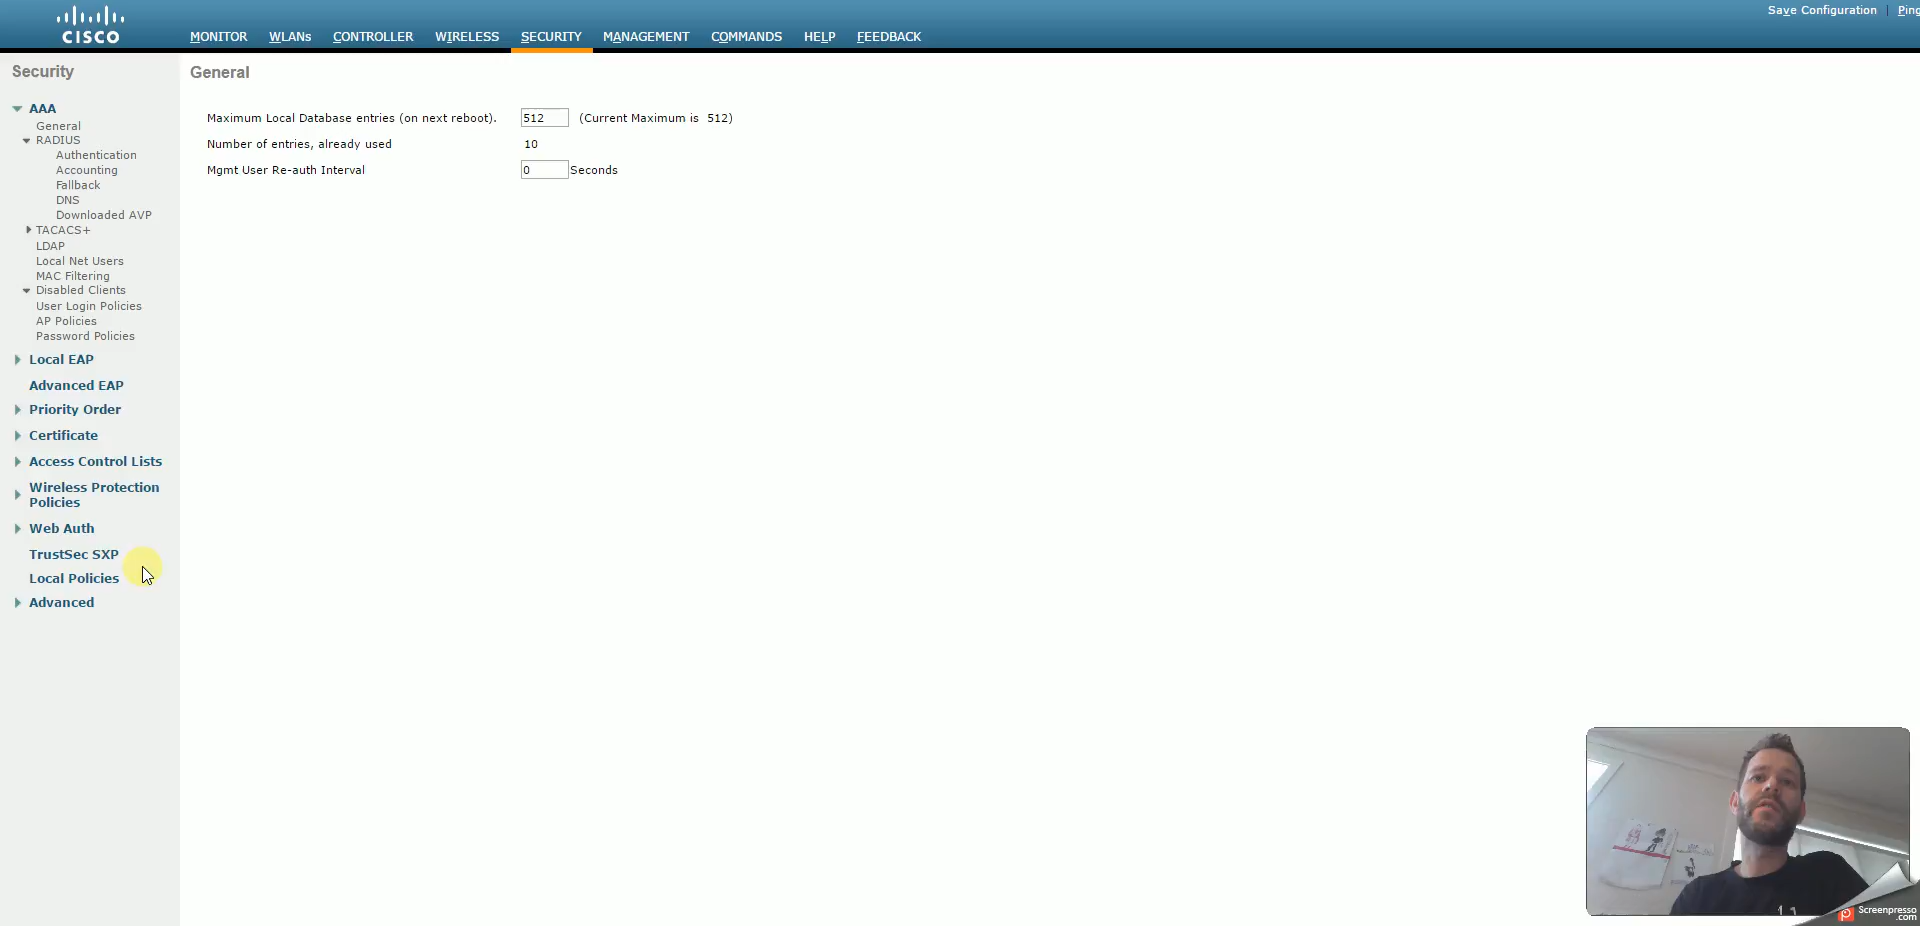 Save Configuration | Ping
CISCO
MONITOR WLANs CONTROLLER WIRELESS SECURITY MANAGEMENT COMMANDS HELP FEEDBACK
Security
AAA
General
RADIUS
Authentication
Accounting
Fallback
DNS
Downloaded AVP
TACACS+
LDAP
Local Net Users
MAC Filtering
Disabled Clients
User Login Policies
AP Policies
Password Policies
Local EAP
Advanced EAP
Priority Order
Certificate
Access Control Lists
Wireless Protection
Policies
Web Auth
TrustSec SXP
Local Policies
Advanced
General
Maximum Local Database entries (on next reboot). 512 (Current Maximum is 512)
Number of entries, already used 10
Mgmt User Re-auth Interval 0 Seconds
Screenpresso
.com